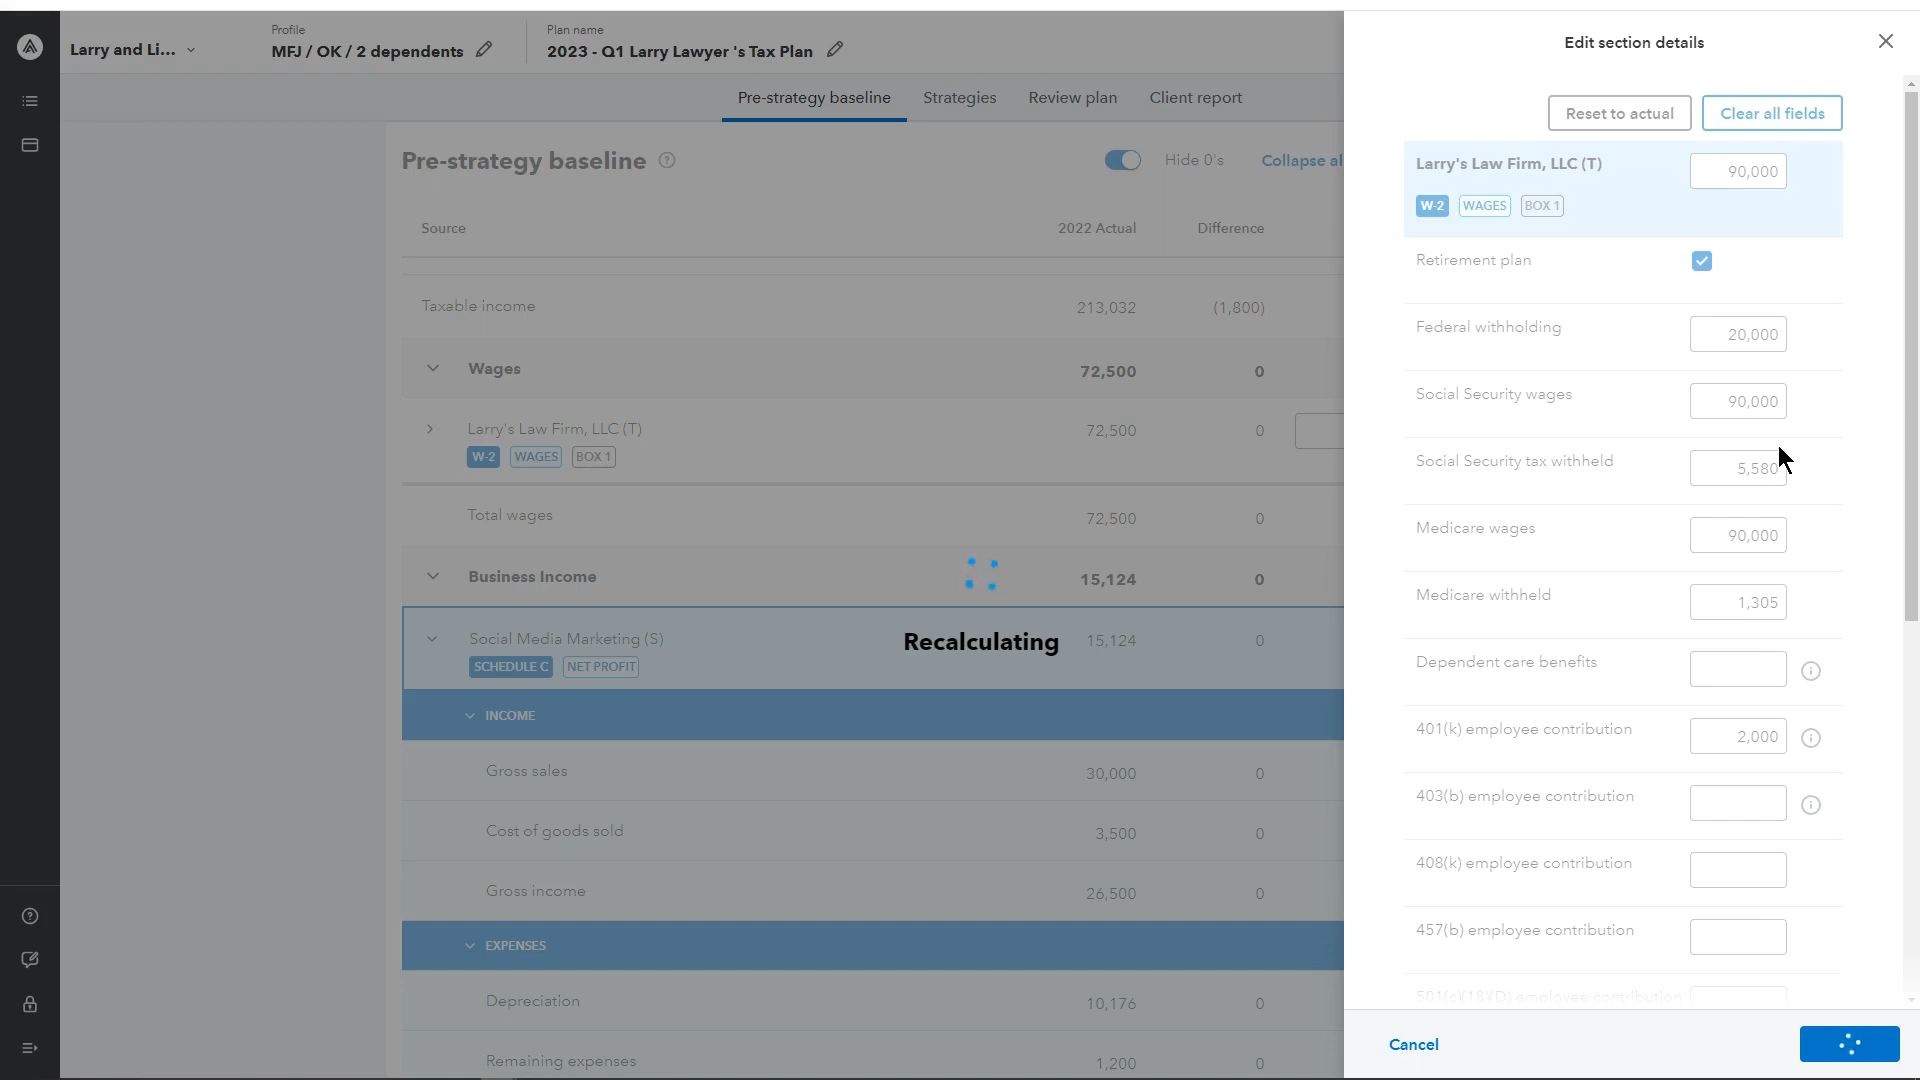 Larry and Li...
Profile
MFJ / OK / 2 dependents
Plan name
2023 - Q1 Larry Lawyer 's Tax Plan
Pre-strategy baseline
Strategies
Review plan
Client report
Pre-strategy baseline
Hide 0's
Collapse al
Source
2022 Actual
Difference
Taxable income
213,032
(1,800)
Wages
72,500
0
Larry's Law Firm, LLC (T)
72,500
0
W-2
WAGES
BOX 1
Total wages
72,500
0
Business Income
15,124
0
Social Media Marketing (S)
15,124
0
SCHEDULE C
NET PROFIT
Recalculating
INCOME
Gross sales
30,000
0
Cost of goods sold
3,500
0
Gross income
26,500
0
EXPENSES
Depreciation
10,176
0
Remaining expenses
1,200
0
Edit section details
Reset to actual
Clear all fields
Larry's Law Firm, LLC (T)
90,000
W-2
WAGES
BOX 1
Retirement plan
Federal withholding
20,000
Social Security wages
90,000
Social Security tax withheld
5,580
Medicare wages
90,000
Medicare withheld
1,305
Dependent care benefits
401(k) employee contribution
2,000
403(b) employee contribution
408(k) employee contribution
457(b) employee contribution
501(c)(18)(D) employee contribution
Cancel